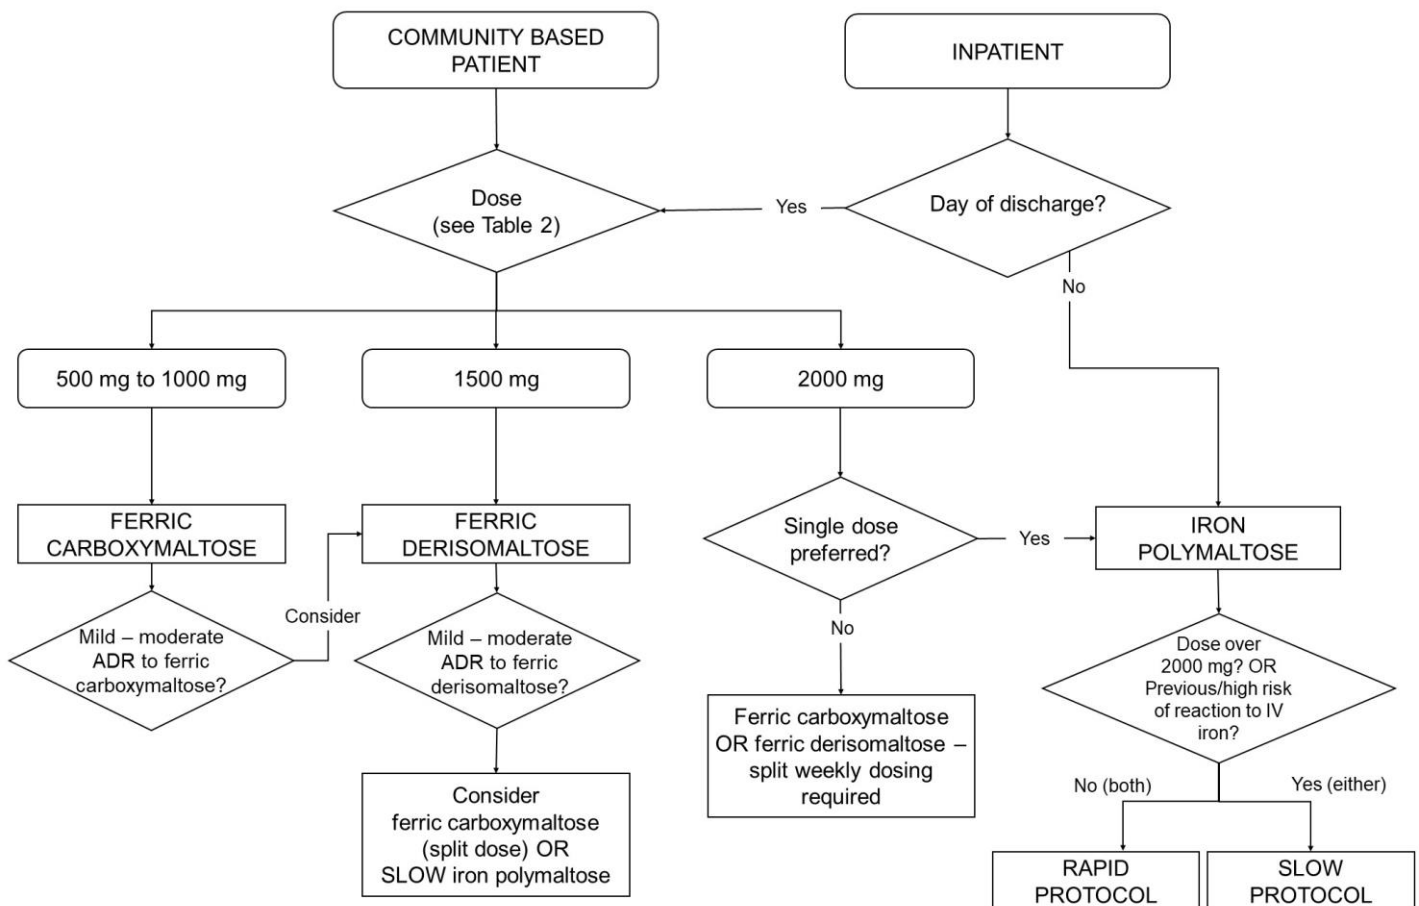 COMMUNITY BASED
PATIENT
INPATIENT
Dose
(see Table 2)
Yes
Day of discharge?
No
500 mg to 1000 mg
1500 mg
2000 mg
FERRIC
CARBOXYMALTOSE
FERRIC
DERISOMALTOSE
Single dose
preferred?
Yes
IRON
POLYMALTOSE
Consider
Mild – moderate
ADR to ferric
carboxymaltose?
Mild – moderate
ADR to ferric
derisomaltose?
No
Dose over
2000 mg? OR
Previous/high risk
of reaction to IV
iron?
Ferric carboxymaltose
OR ferric derisomaltose –
split weekly dosing
required
Consider
ferric carboxymaltose
(split dose) OR
SLOW iron polymaltose
No (both)
Yes (either)
RAPID
PROTOCOL
SLOW
PROTOCOL